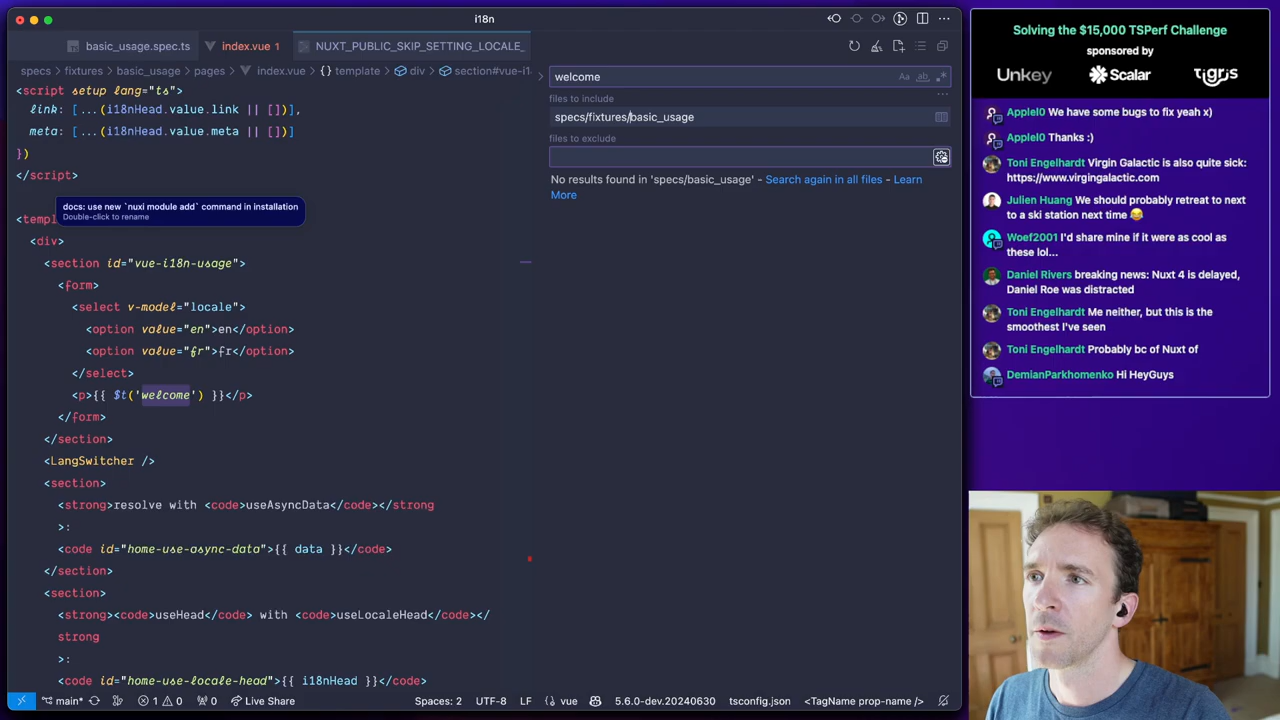 i18n
basic_usage.spec.ts
index.vue 1
NUXT_PUBLIC_SKIP_SETTING_LOCALE_
specs > fixtures > basic_usage > pages > index.vue > {} template > div > section#vue-i1
<script setup lang="ts">
link: [...(i18nHead.value.link || [])],
meta: [...(i18nHead.value.meta || [])]
})
</script>
docs: use new `nuxi module add` command in installation
Double-click to rename
<templ
<div>
<section id="vue-i18n-usage">
<form>
<select v-model="locale">
<option value="en">en</option>
<option value="fr">fr</option>
</select>
<p>{{ $t('welcome') }}</p>
</form>
</section>
<LangSwitcher />
<section>
<strong>resolve with <code>useAsyncData</code></strong
>:
<code id="home-use-async-data">{{ data }}</code>
</section>
<section>
<strong><code>useHead</code> with <code>useLocaleHead</code></
strong
>:
<code id="home-use-locale-head">{{ i18nHead }}</code>
welcome
Aa ab
files to include
specs/fixtures/basic_usage
files to exclude
No results found in 'specs/basic_usage' - Search again in all files - Learn
More
main*
1
0
0
Live Share
Spaces: 2
UTF-8
LF
vue
5.6.0-dev.20240630
tsconfig.json
<TagName prop-name />
Solving the $15,000 TSPerf Challenge
sponsored by
Unkey
Scalar
tigris
Applel0 We have some bugs to fix yeah x)
Applel0 Thanks :)
Toni Engelhardt Virgin Galactic is also quite sick:
https://www.virgingalactic.com
Julien Huang We should probably retreat to next
to a ski station next time 😂
Woef2001 I'd share mine if it were as cool as
these lol...
Daniel Rivers breaking news: Nuxt 4 is delayed,
Daniel Roe was distracted
Toni Engelhardt Me neither, but this is the
smoothest I've seen
Toni Engelhardt Probably bc of Nuxt of
DemianParkhomenko Hi HeyGuys